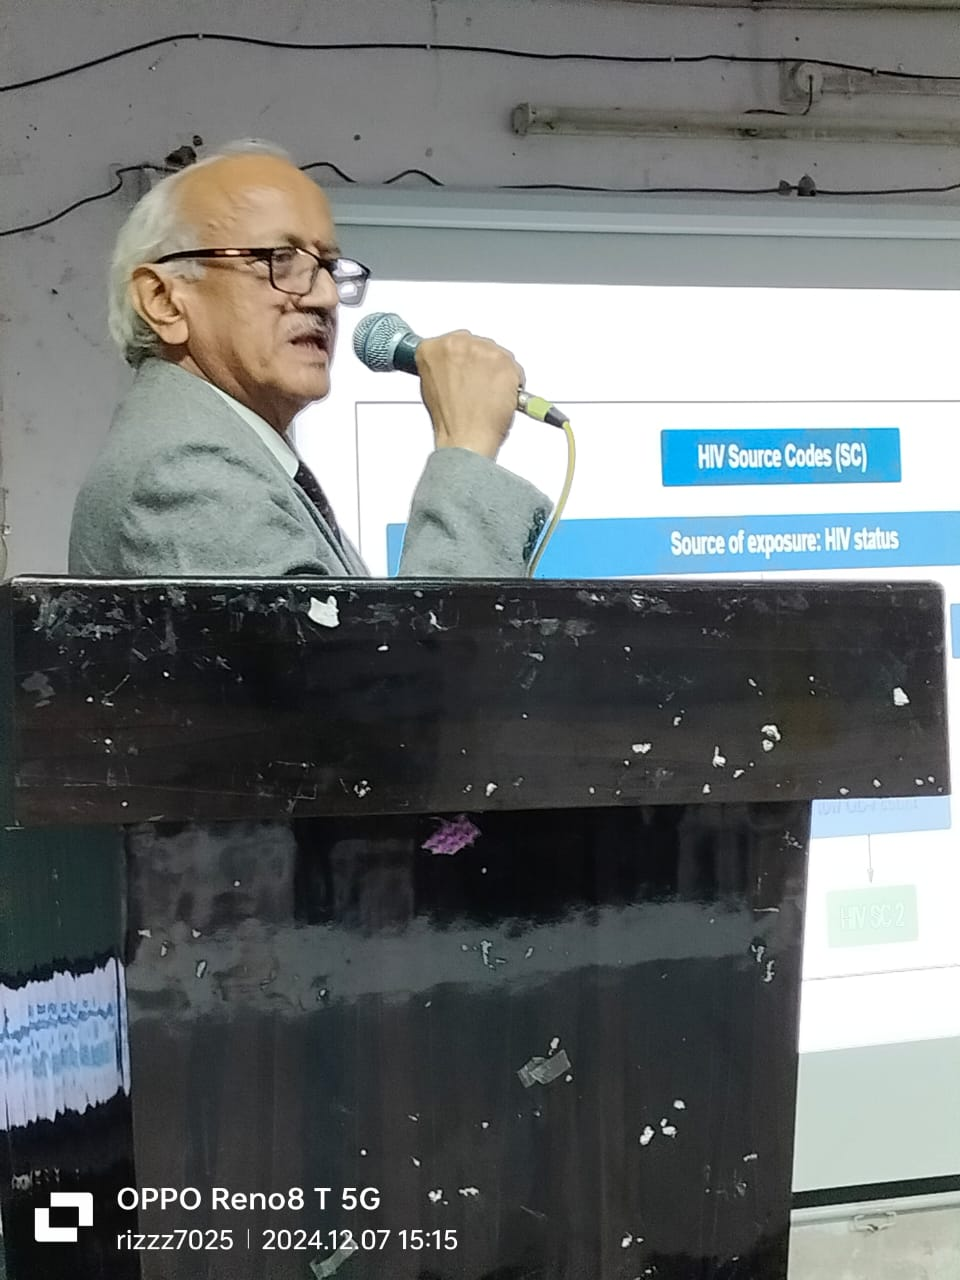 HIV Source Codes (SC)
Source of exposure: HIV status
HIV SC 2
OPPO Reno8 T 5G
rizzz7025 | 2024.12.07 15:15